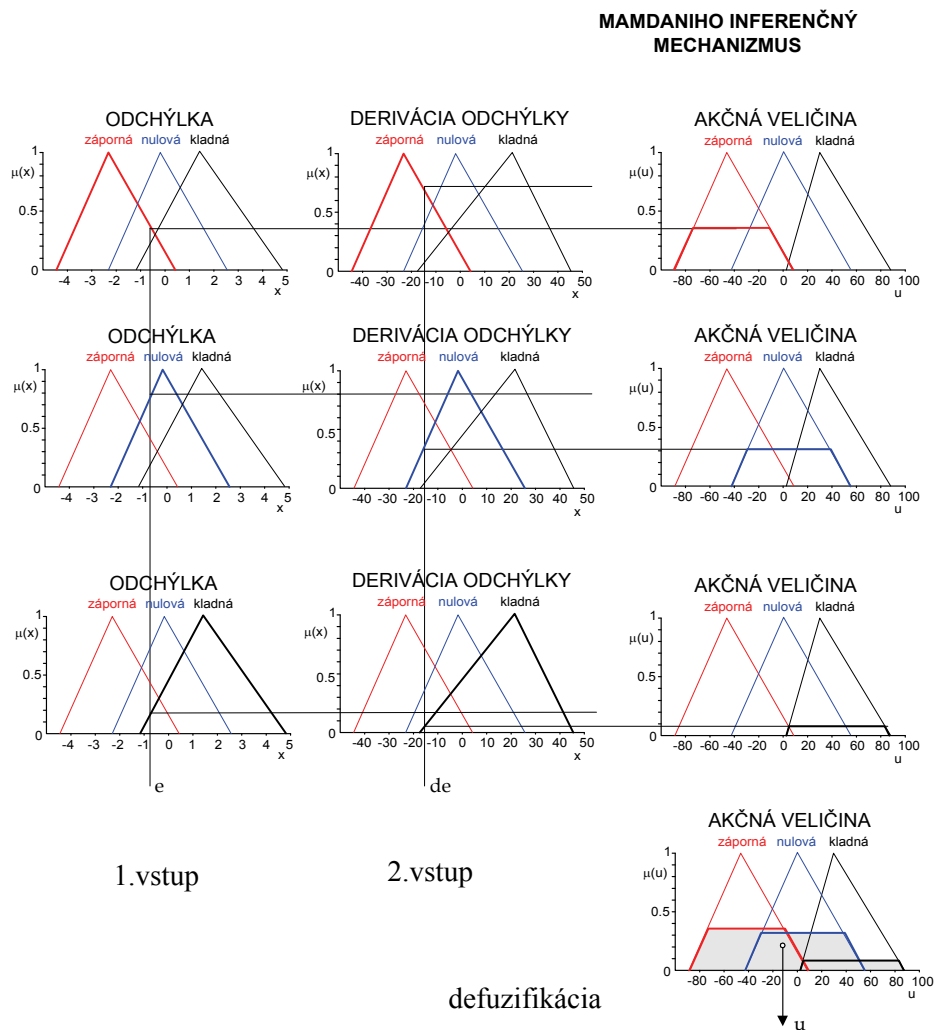 MAMDANIHO INFERENČNÝ
MECHANIZMUS
ODCHÝLKA
záporná nulová kladná
1
μ(x)
0.5
0
-4 -3 -2 -1 0 1 2 3 4 5
x
DERIVÁCIA ODCHÝLKY
záporná nulová kladná
1
μ(x)
0.5
0
-40 -30 -20 -10 0 10 20 30 40 50
x
AKČNÁ VELIČINA
záporná nulová kladná
1
μ(u)
0.5
0
-80 -60 -40 -20 0 20 40 60 80 100
u
ODCHÝLKA
záporná nulová kladná
1
μ(x)
0.5
0
-4 -3 -2 -1 0 1 2 3 4 5
x
DERIVÁCIA ODCHÝLKY
záporná nulová kladná
1
μ(x)
0.5
0
-40 -30 -20 -10 0 10 20 30 40 50
x
AKČNÁ VELIČINA
záporná nulová kladná
1
μ(u)
0.5
0
-80 -60 -40 -20 0 20 40 60 80 100
u
ODCHÝLKA
záporná nulová kladná
1
μ(x)
0.5
0
-4 -3 -2 -1 0 1 2 3 4 5
x
e
DERIVÁCIA ODCHÝLKY
záporná nulová kladná
1
μ(x)
0.5
0
-40 -30 -20 -10 0 10 20 30 40 50
x
de
AKČNÁ VELIČINA
záporná nulová kladná
1
μ(u)
0.5
0
-80 -60 -40 -20 0 20 40 60 80 100
u
1.vstup
2.vstup
AKČNÁ VELIČINA
záporná nulová kladná
1
μ(u)
0.5
0
-80 -60 -40 -20 0 20 40 60 80 100
u
defuzifikácia
u